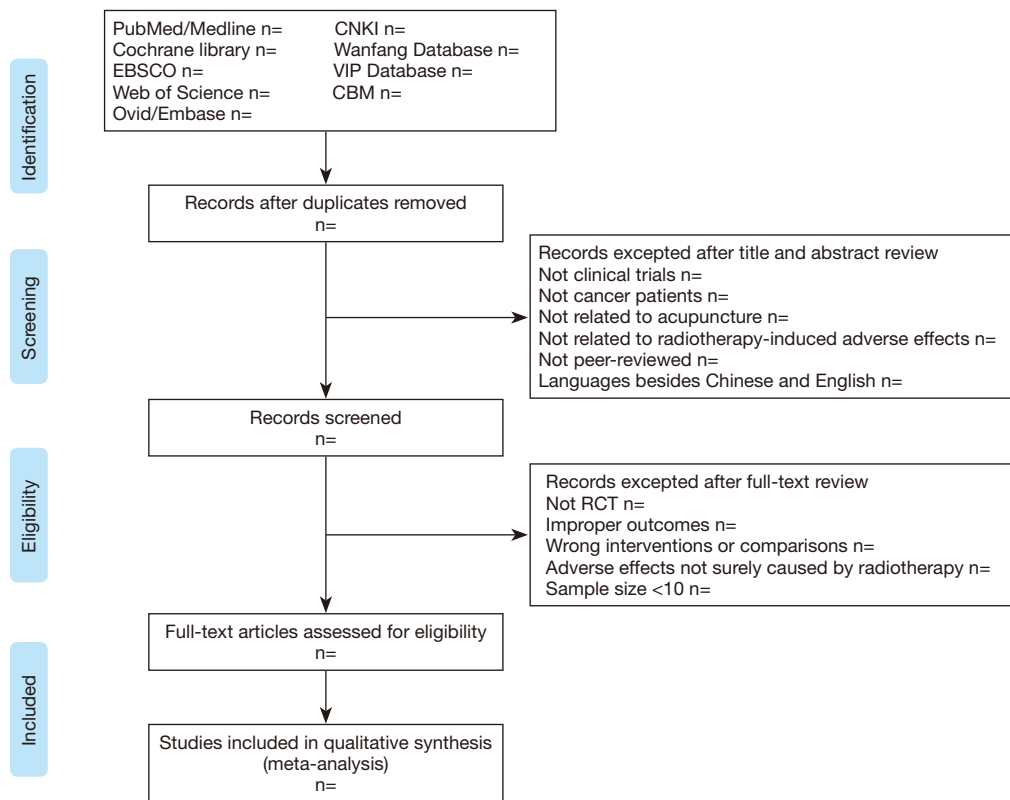 Identification
PubMed/Medline n=
Cochrane library n=
EBSCO n=
Web of Science n=
Ovid/Embase n=
CNKI n=
Wanfang Database n=
VIP Database n=
CBM n=
Records after duplicates removed
n=
Screening
Records excepted after title and abstract review
Not clinical trials n=
Not cancer patients n=
Not related to acupuncture n=
Not related to radiotherapy-induced adverse effects n=
Not peer-reviewed n=
Languages besides Chinese and English n=
Records screened
n=
Eligibility
Records excepted after full-text review
Not RCT n=
Improper outcomes n=
Wrong interventions or comparisons n=
Adverse effects not surely caused by radiotherapy n=
Sample size <10 n=
Full-text articles assessed for eligibility
n=
Included
Studies included in qualitative synthesis
(meta-analysis)
n=